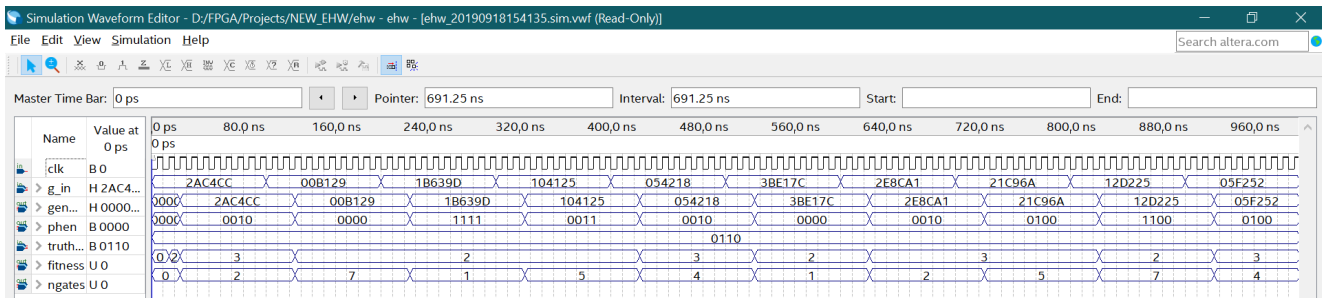 Simulation Waveform Editor - D:/FPGA/Projects/NEW_EHW/ehw - ehw - [ehw_20190918154135.sim.vwf (Read-Only)]
File Edit View Simulation Help
Search altera.com
Master Time Bar: 0 ps Pointer: 691.25 ns Interval: 691.25 ns Start: End:
Name Value at 0 ps
0 ps 80.0 ns 160,0 ns 240,0 ns 320,0 ns 400,0 ns 480,0 ns 560,0 ns 640,0 ns 720,0 ns 800,0 ns 880,0 ns 960,0 ns
0 ps
clk B 0
g_in H 2AC4... 2AC4CC 00B129 1B639D 104125 054218 3BE17C 2E8CA1 21C96A 12D225 05F252
gen... H 0000... 0000 2AC4CC 00B129 1B639D 104125 054218 3BE17C 2E8CA1 21C96A 12D225 05F252
phen B 0000 0000 0010 0000 1111 0011 0010 0000 0010 0100 1100 0100
truth... B 0110 0110
fitness U 0 0 2 3 2 3 2 3 2 3
ngates U 0 0 2 7 1 5 4 1 2 5 7 4